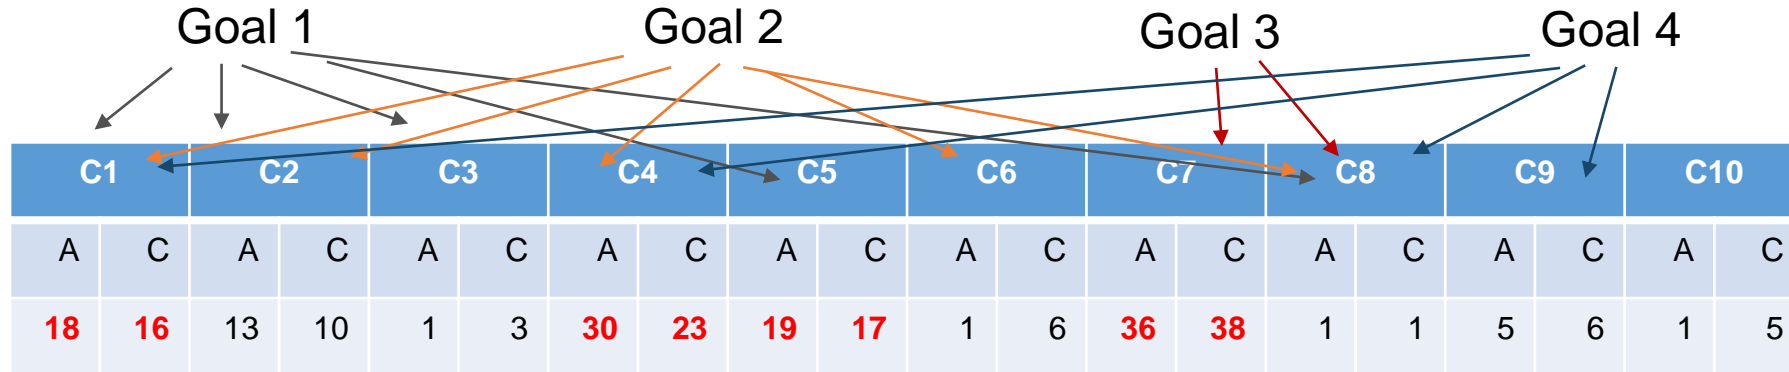 Goal 1 Goal 2 Goal 3 Goal 4
C1 C2 C3 C4 C5 C6 C7 C8 C9 C10
A C A C A C A C A C A C A C A C A C A C
18 16 13 10 1 3 30 23 19 17 1 6 36 38 1 1 5 6 1 5